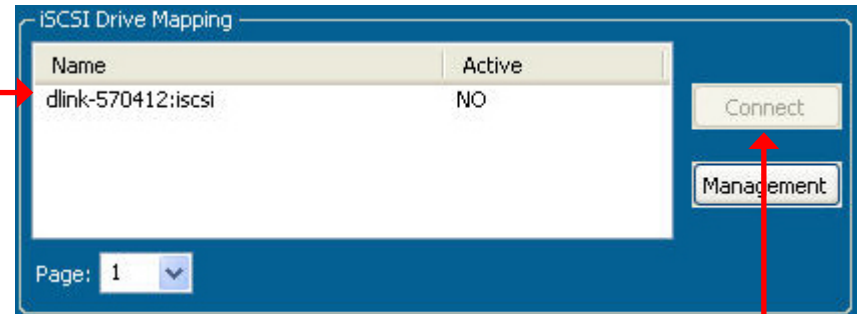 iSCSI Drive Mapping
Name Active
dlink-570412:iscsi NO
Connect
Management
Page: 1